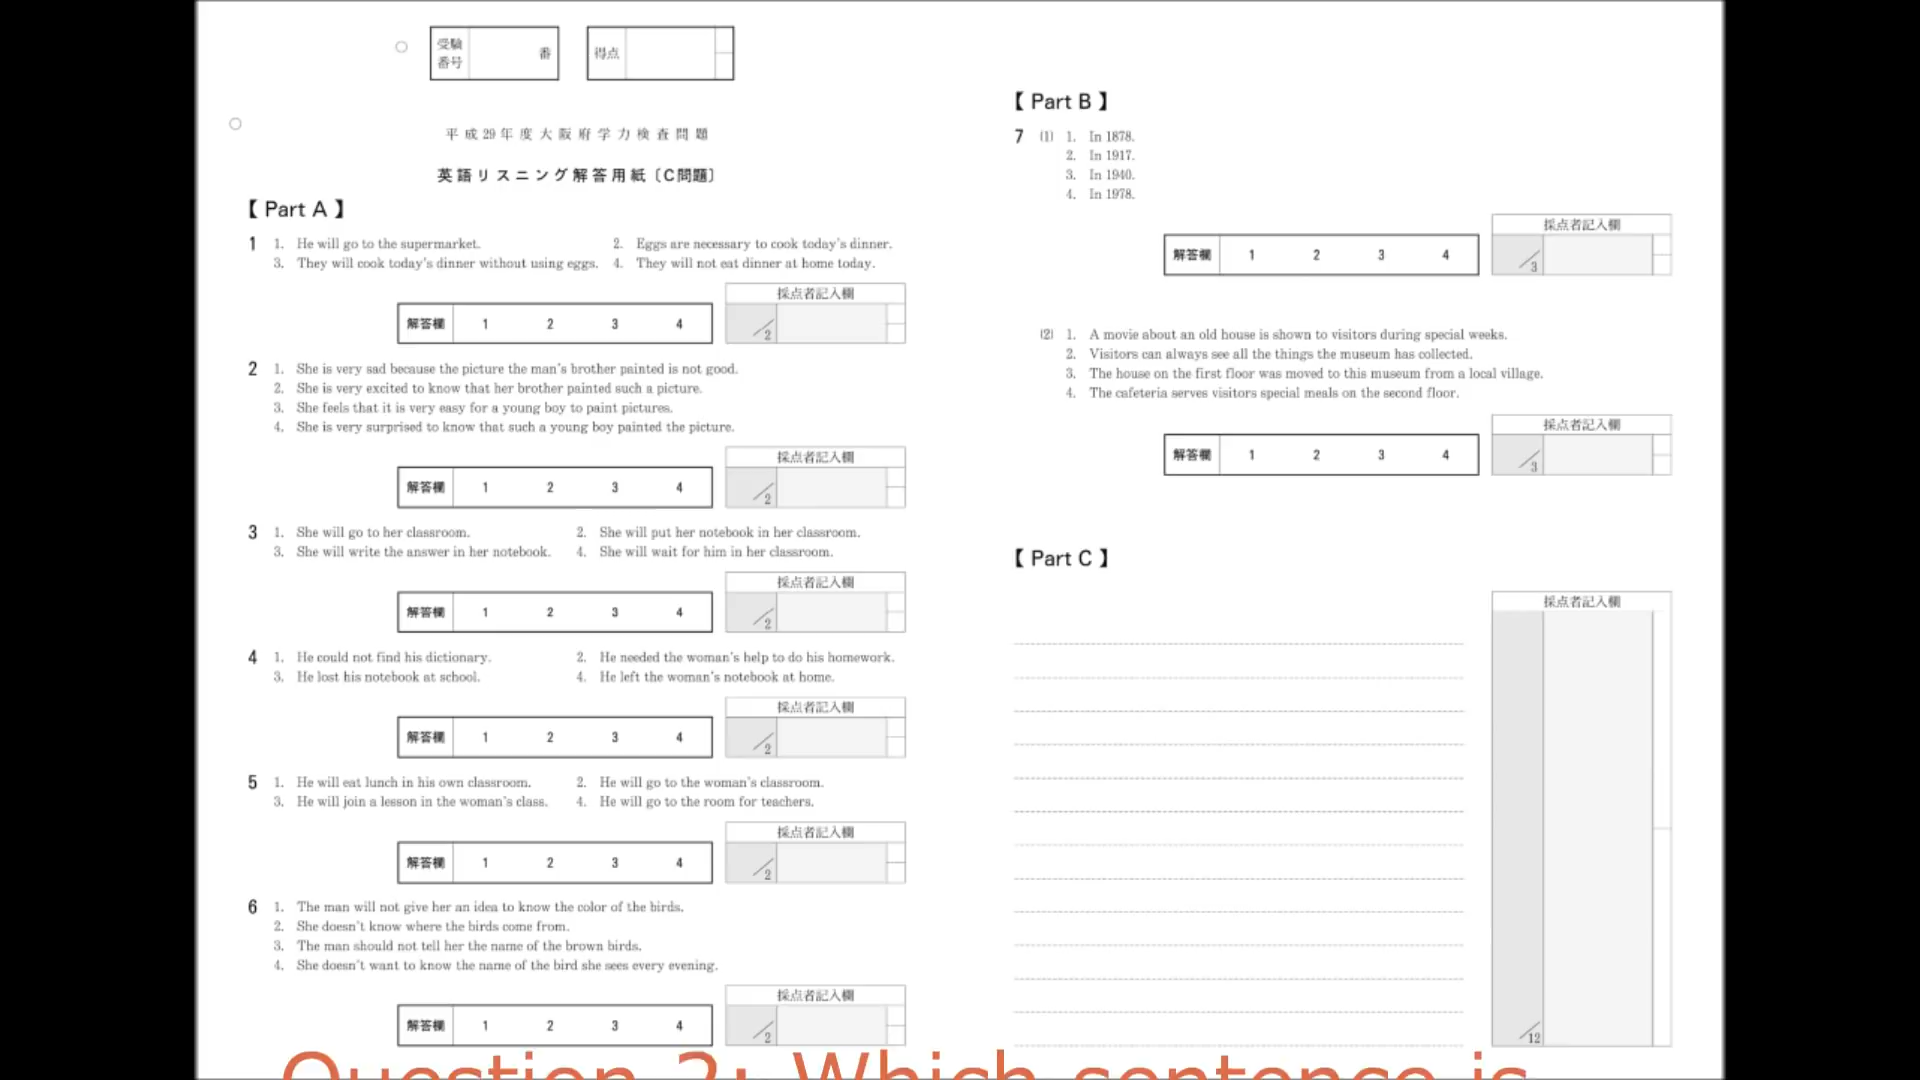 受験番号 番 得点
平成29年度大阪府学力検査問題
英語リスニング解答用紙〔C問題〕
【 Part A 】
1 1. He will go to the supermarket. 2. Eggs are necessary to cook today's dinner.
3. They will cook today's dinner without using eggs. 4. They will not eat dinner at home today.
採点者記入欄
解答欄 1 2 3 4 /2
2 1. She is very sad because the picture the man's brother painted is not good.
2. She is very excited to know that her brother painted such a picture.
3. She feels that it is very easy for a young boy to paint pictures.
4. She is very surprised to know that such a young boy painted the picture.
採点者記入欄
解答欄 1 2 3 4 /2
3 1. She will go to her classroom. 2. She will put her notebook in her classroom.
3. She will write the answer in her notebook. 4. She will wait for him in her classroom.
採点者記入欄
解答欄 1 2 3 4 /2
4 1. He could not find his dictionary. 2. He needed the woman's help to do his homework.
3. He lost his notebook at school. 4. He left the woman's notebook at home.
採点者記入欄
解答欄 1 2 3 4 /2
5 1. He will eat lunch in his own classroom. 2. He will go to the woman's classroom.
3. He will join a lesson in the woman's class. 4. He will go to the room for teachers.
採点者記入欄
解答欄 1 2 3 4 /2
6 1. The man will not give her an idea to know the color of the birds.
2. She doesn't know where the birds come from.
3. The man should not tell her the name of the brown birds.
4. She doesn't want to know the name of the bird she sees every evening.
採点者記入欄
解答欄 1 2 3 4 /2
【 Part B 】
7 (1) 1. In 1878.
2. In 1917.
3. In 1940.
4. In 1978.
採点者記入欄
解答欄 1 2 3 4 /3
(2) 1. A movie about an old house is shown to visitors during special weeks.
2. Visitors can always see all the things the museum has collected.
3. The house on the first floor was moved to this museum from a local village.
4. The cafeteria serves visitors special meals on the second floor.
採点者記入欄
解答欄 1 2 3 4 /3
【 Part C 】
採点者記入欄
/12
Question 2: Which sentence is